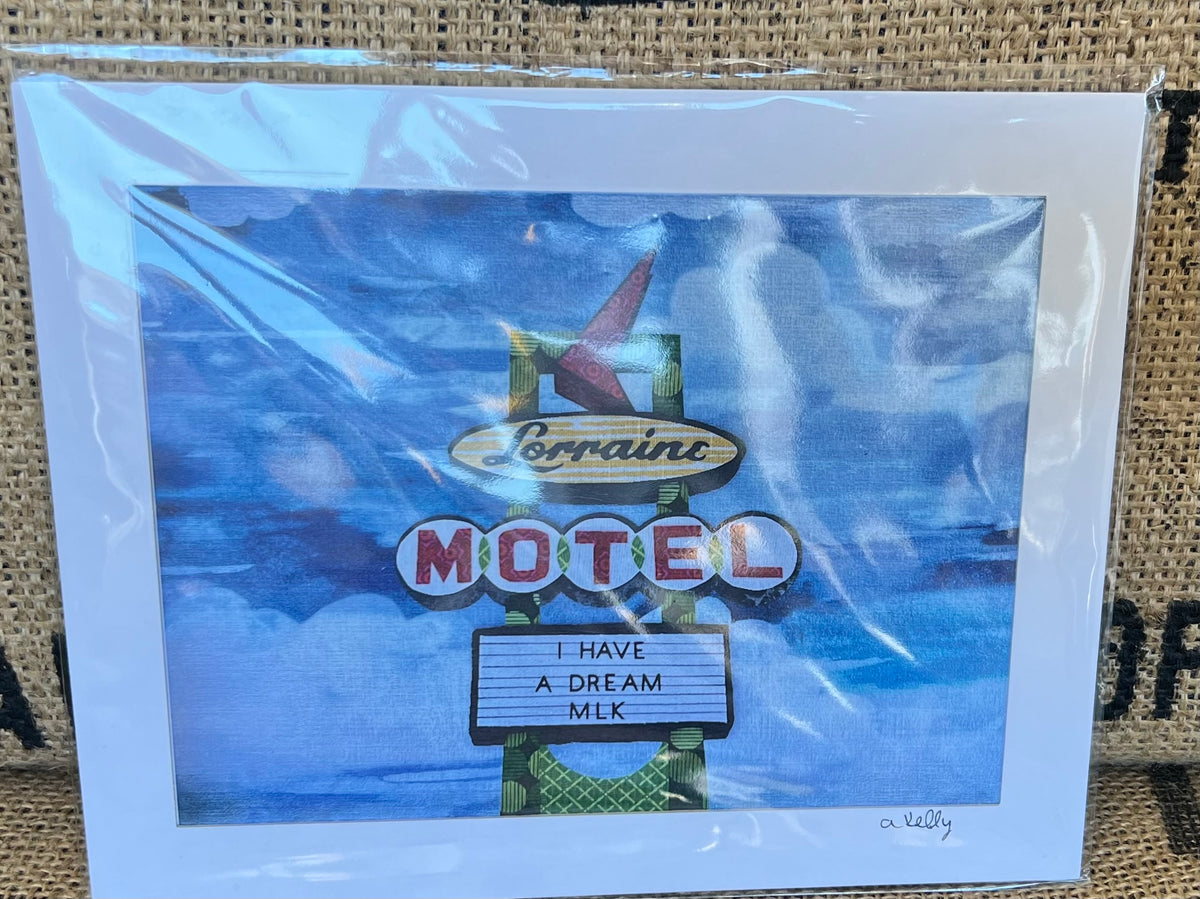 Lorraine
MOTEL
I HAVE
A DREAM
MLK
a Kelly